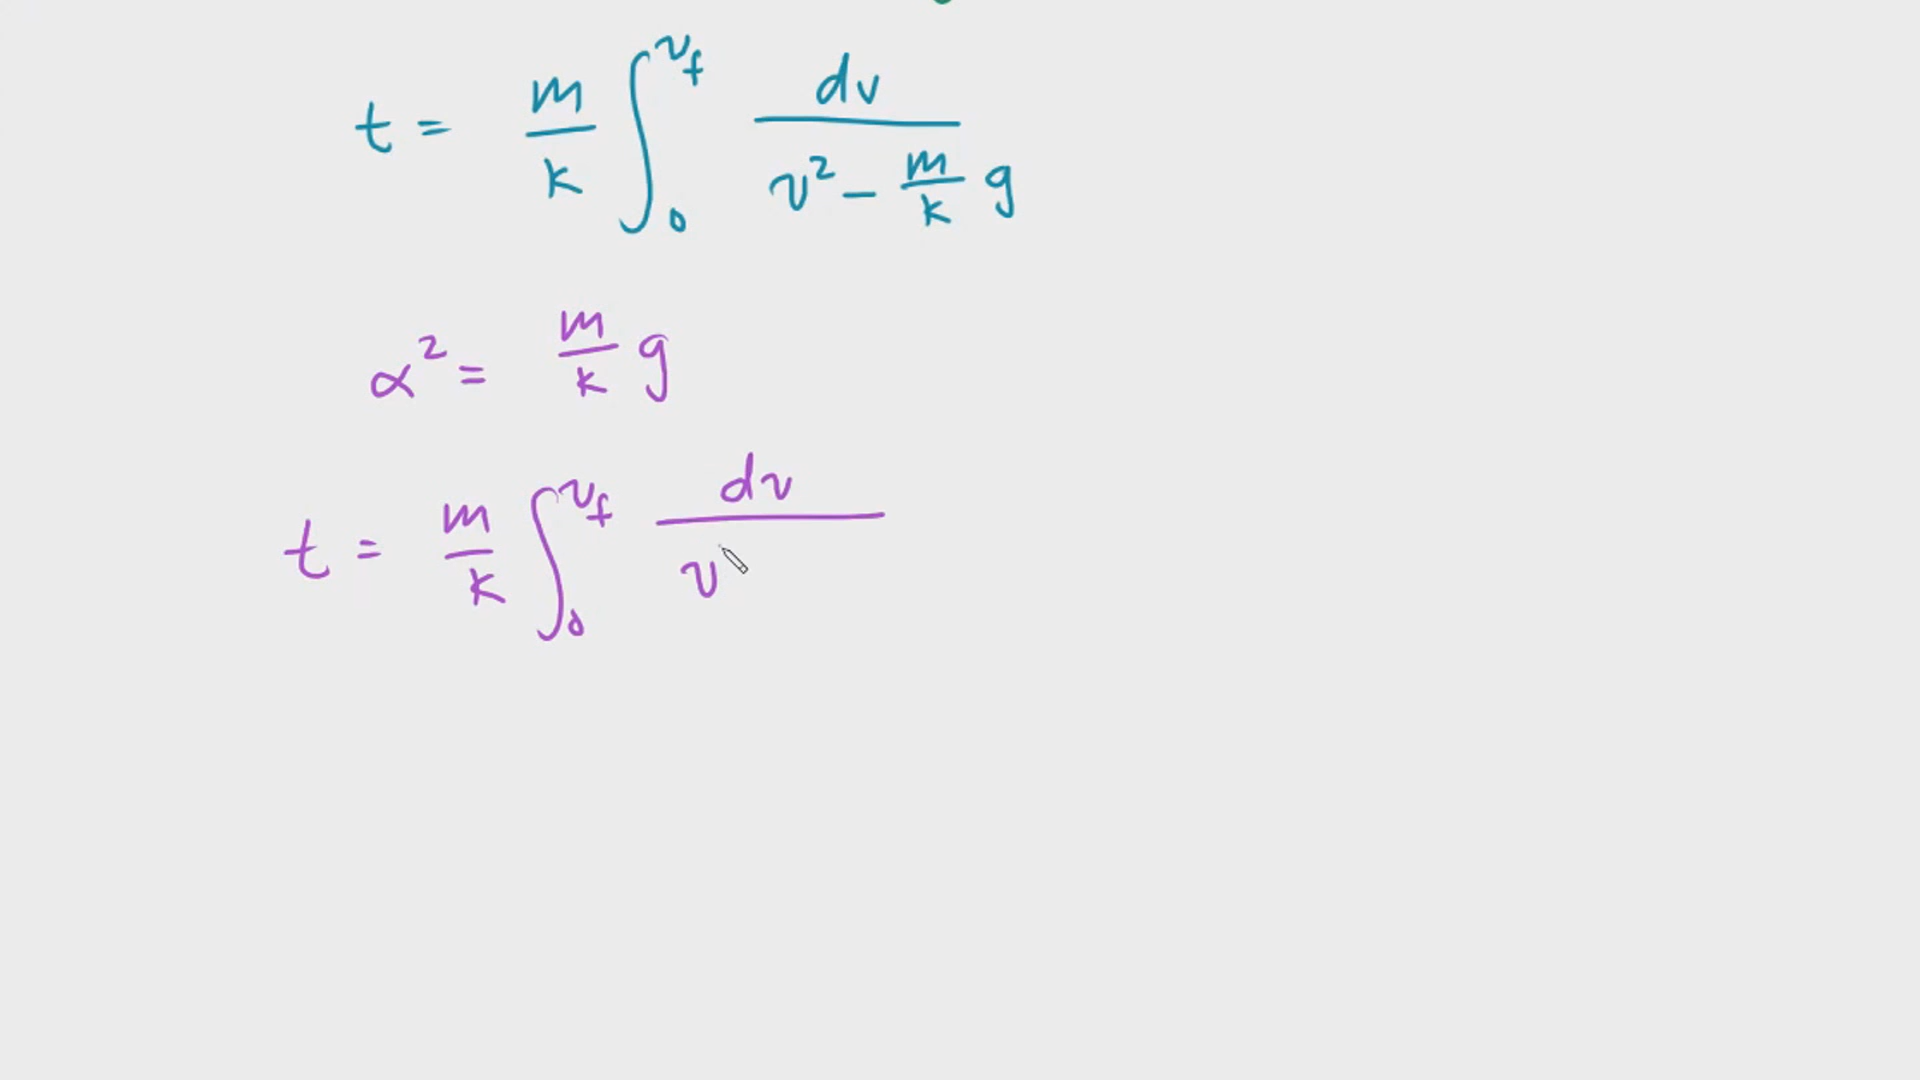 t = m/k ∫₀^{v_f} dv / (v² − m/k g)
α² = m/k g
t = m/k ∫₀^{v_f} dv / v